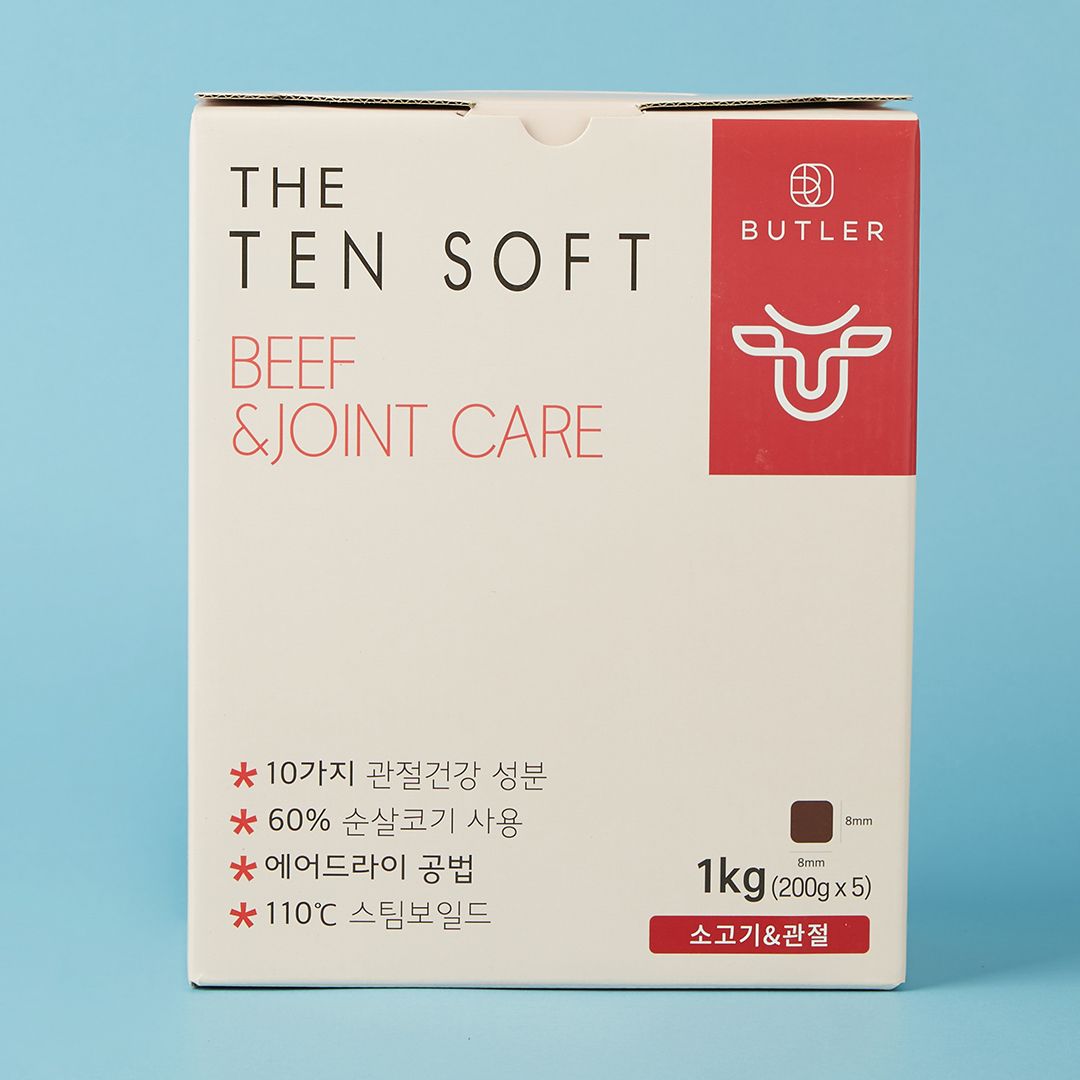 THE
TEN SOFT
BEEF
&JOINT CARE
BUTLER
*10가지 관절건강 성분
*60% 순살코기 사용
*에어드라이 공법
*110℃ 스팀보일드
8mm
8mm
1kg (200g x 5)
소고기&관절